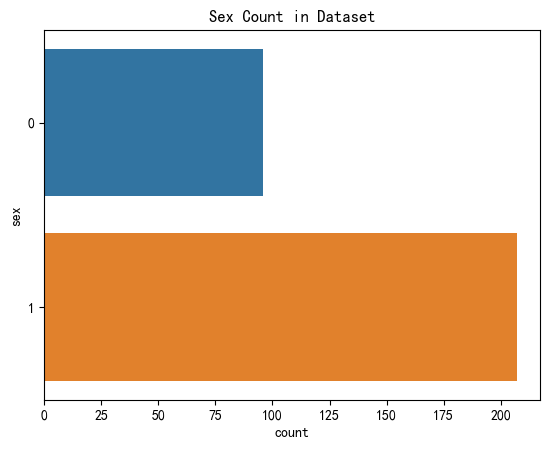 Sex Count in Dataset
0
1
sex
0 25 50 75 100 125 150 175 200
count